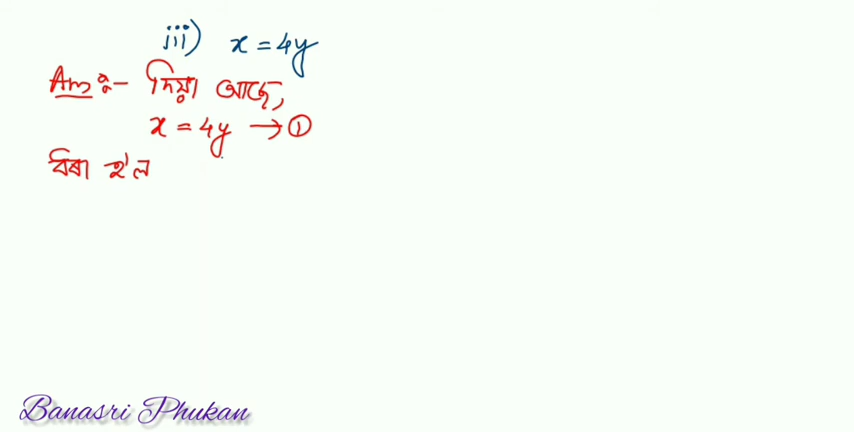 iii) x = 4y
Ans :- দিয়া আছে,
x = 4y → ①
ধৰা হ'ল
Banasri Phukan